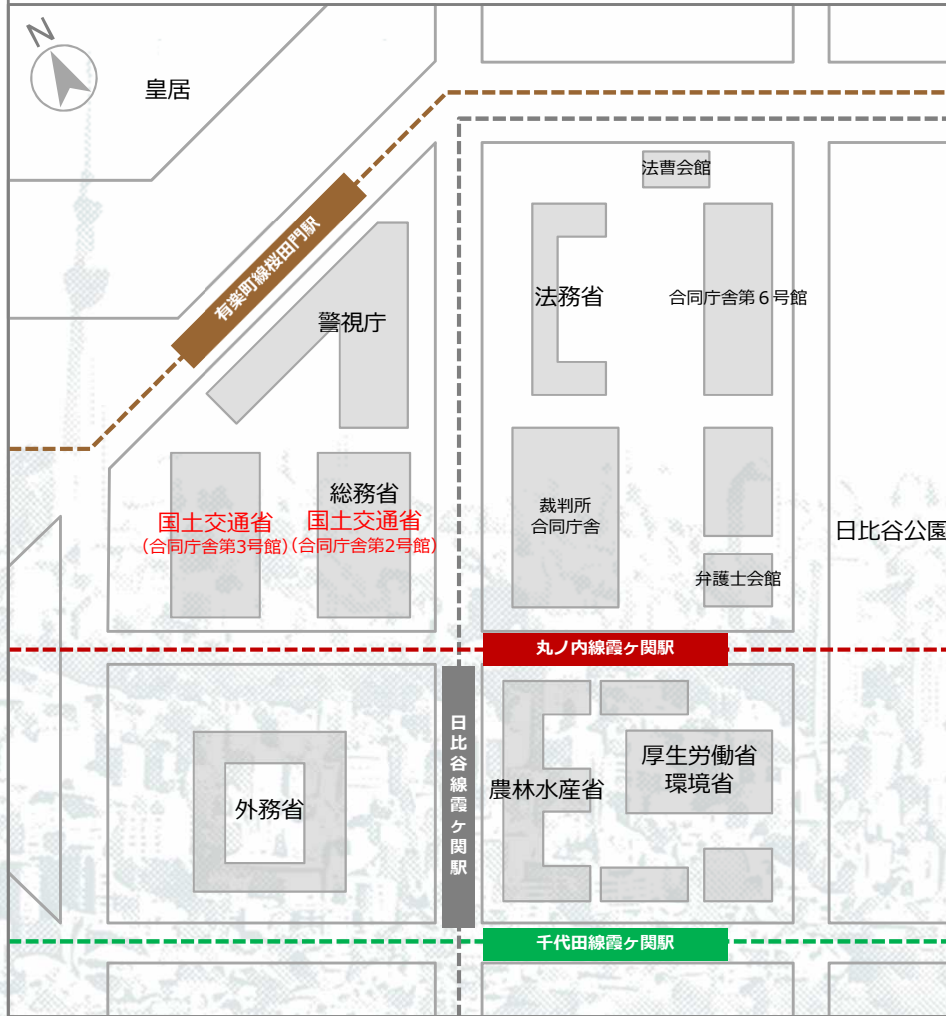 N
皇居
法曹会館
有楽町線桜田門駅
法務省
合同庁舎第６号館
警視庁
総務省
国土交通省
(合同庁舎第3号館)
国土交通省
(合同庁舎第2号館)
裁判所
合同庁舎
日比谷公園
弁護士会館
丸ノ内線霞ヶ関駅
日比谷線霞ヶ関駅
外務省
農林水産省
厚生労働省
環境省
千代田線霞ヶ関駅